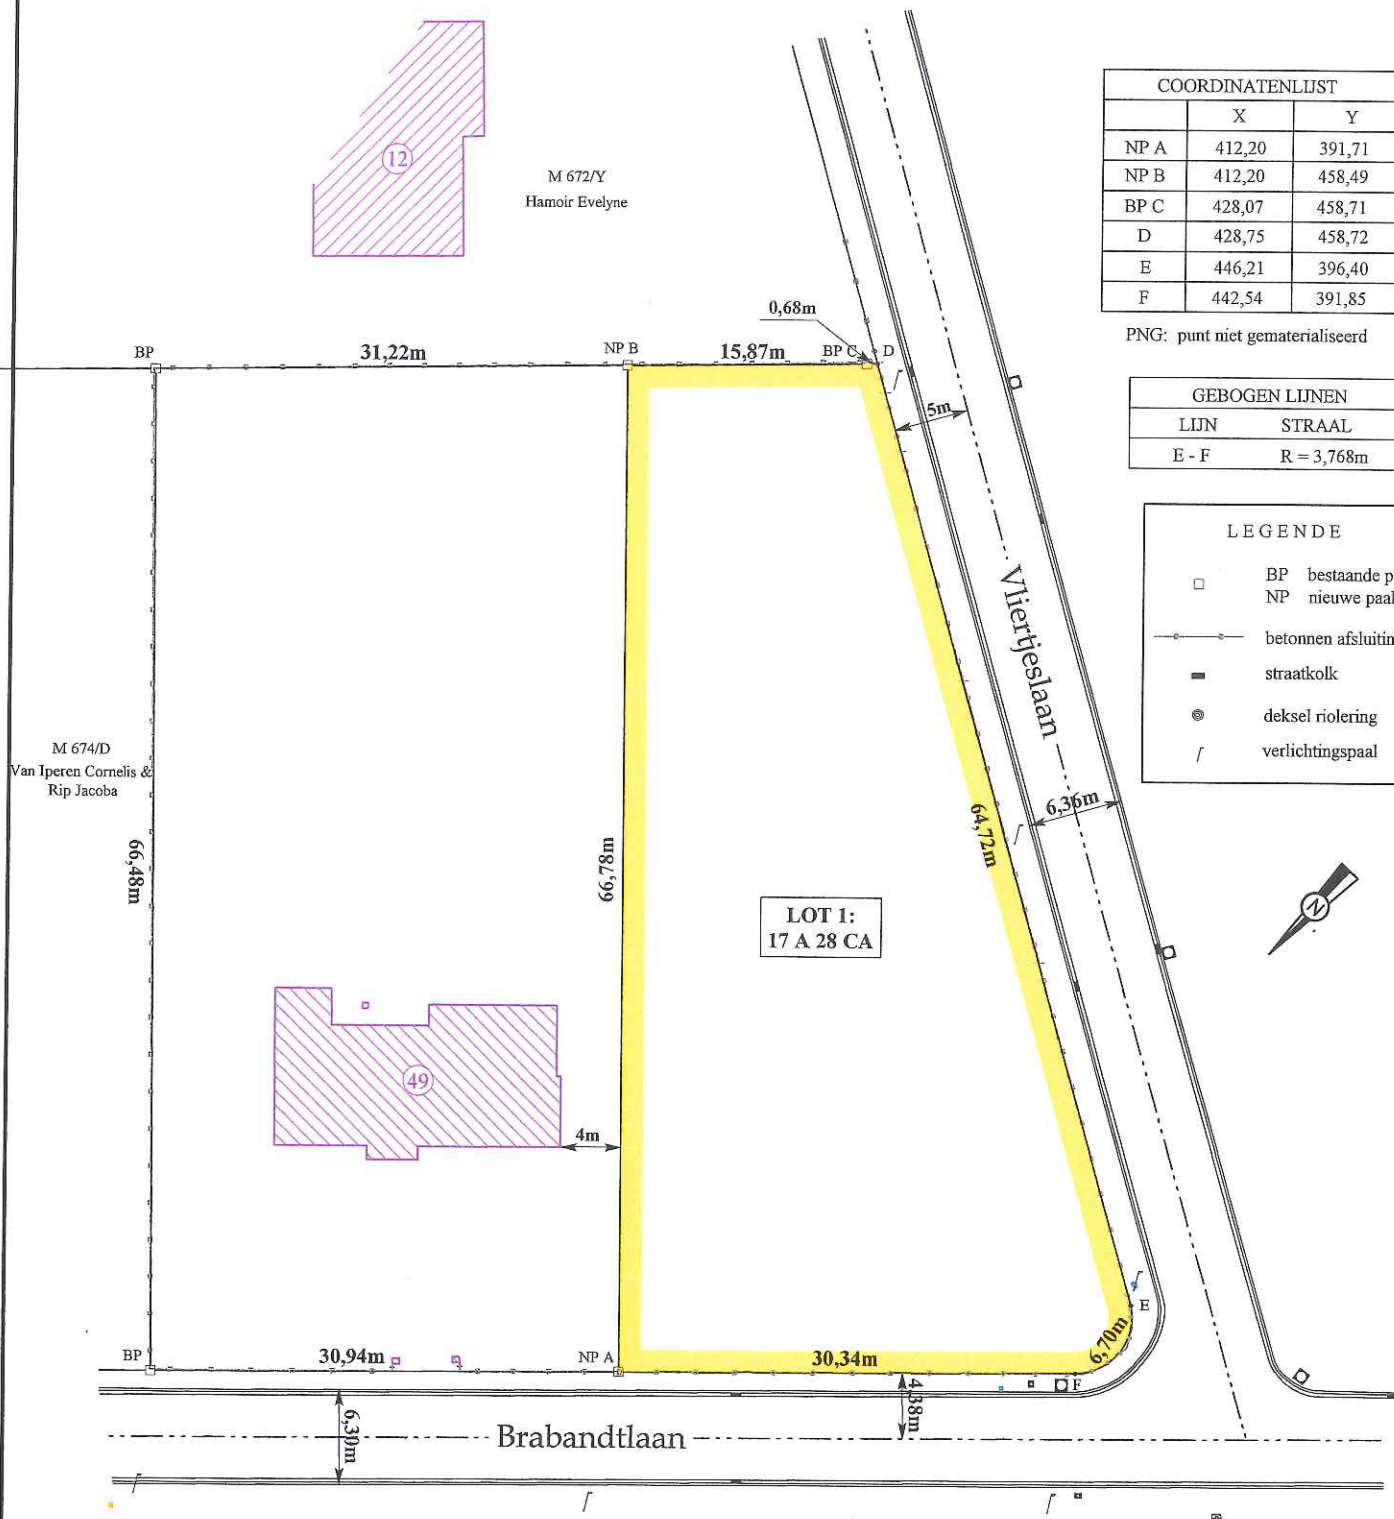 12
M 672/Y
Hamoir Evelyne
COORDINATENLIJST
X Y
NP A 412,20 391,71
NP B 412,20 458,49
BP C 428,07 458,71
D 428,75 458,72
E 446,21 396,40
F 442,54 391,85
PNG: punt niet gematerialiseerd
0,68m
BP 31,22m NP B 15,87m BP C D
5m
GEBOGEN LIJNEN
LIJN STRAAL
E - F R = 3,768m
LEGENDE
BP bestaande p
NP nieuwe paal
betonnen afsluitin
straatkolk
deksel riolering
verlichtingspaal
Vliertjeslaan
M 674/D
Van Iperen Cornelis &
Rip Jacoba
66,48m
66,78m
64,72m
6,36m
LOT 1:
17 A 28 CA
N
49
4m
E
6,70m
BP 30,94m NP A 30,34m
F
4,38m
6,30m
Brabandtlaan